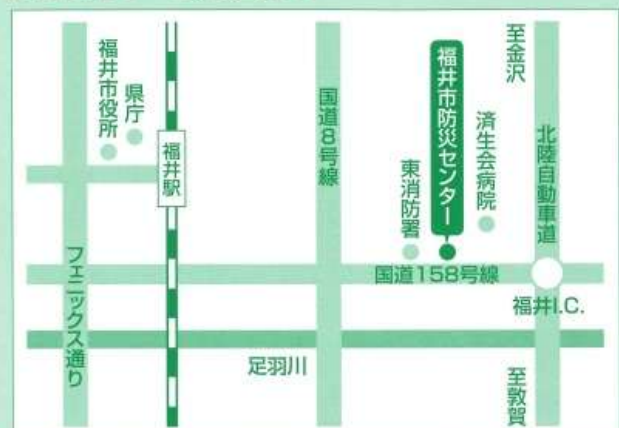 福井市役所
県庁
福井駅
フェニックス通り
国道8号線
足羽川
東消防署
福井市防災センター
済生会病院
国道158号線
至金沢
北陸自動車道
福井I.C.
至敦賀